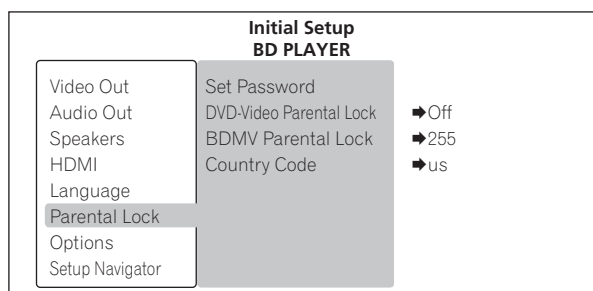 Initial Setup
BD PLAYER
Video Out
Audio Out
Speakers
HDMI
Language
Parental Lock
Options
Setup Navigator
Set Password
DVD-Video Parental Lock ➡Off
BDMV Parental Lock ➡255
Country Code ➡us